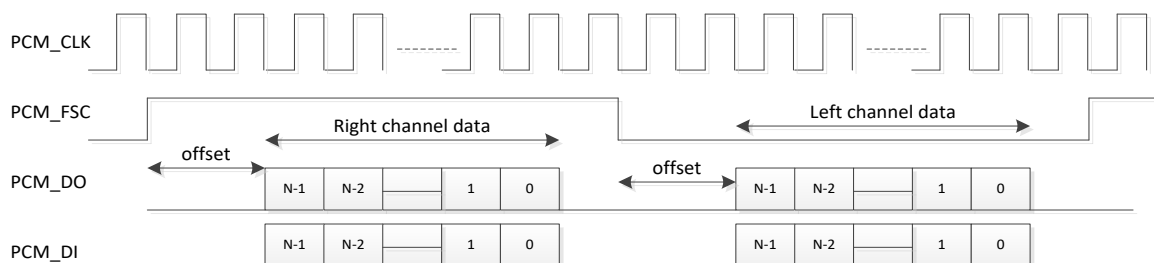 PCM_CLK
PCM_FSC
Right channel data
Left channel data
offset
offset
PCM_DO
N-1 N-2 1 0
N-1 N-2 1 0
PCM_DI
N-1 N-2 1 0
N-1 N-2 1 0